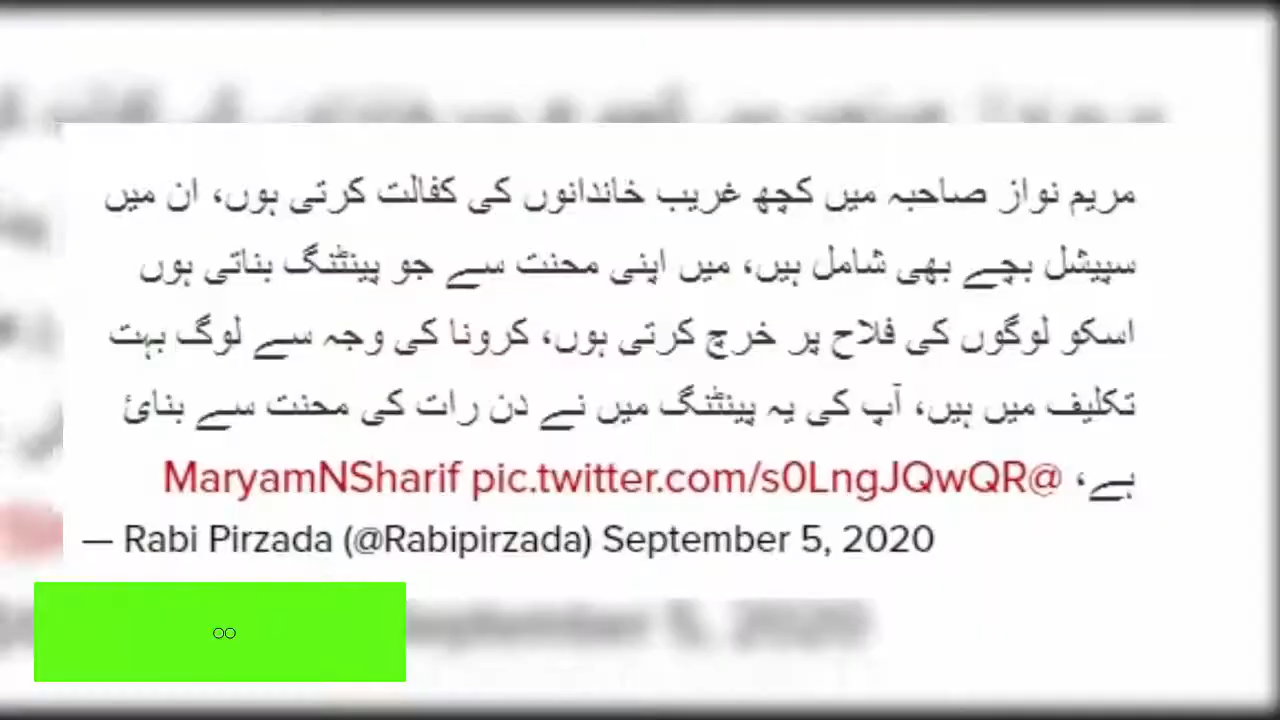 مریم نواز صاحبہ میں کچھ غریب خاندانوں کی کفالت کرتی ہوں، ان میں
سپیشل بچے بھی شامل ہیں، میں اپنی محنت سے جو پینٹنگ بناتی ہوں
اسکو لوگوں کی فلاح پر خرچ کرتی ہوں، کرونا کی وجہ سے لوگ بہت
تکلیف میں ہیں، آپ کی یہ پینٹنگ میں نے دن رات کی محنت سے بنائ
ہے، @MaryamNSharif pic.twitter.com/s0LngJQwQR
— Rabi Pirzada (@Rabipirzada) September 5, 2020